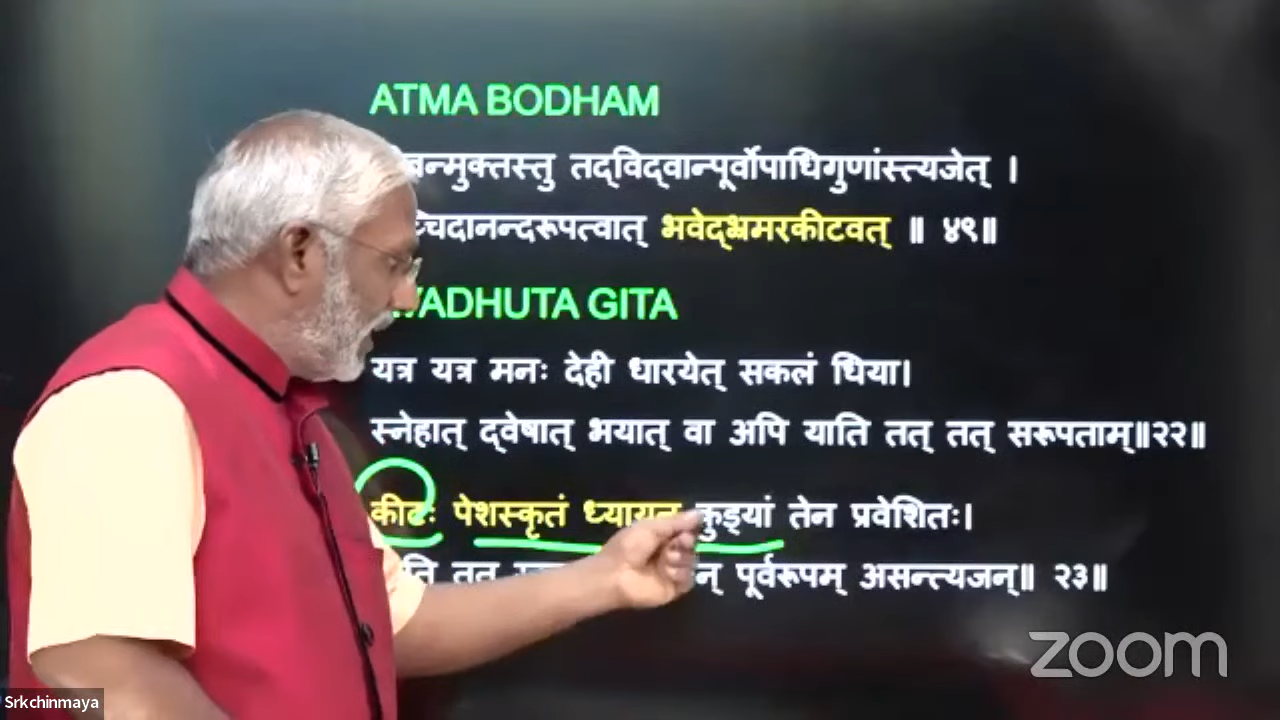 ATMA BODHAM
न्मुक्तस्तु तद्विद्वान्पूर्वोपाधिगुणांस्त्यजेत् ।
च्चिदानन्दरूपत्वात् भवेद्भ्रमरकीटवत् ॥ ४९॥
VADHUTA GITA
यत्र यत्र मनः देही धारयेत् सकलं धिया।
स्नेहात् द्वेषात् भयात् वा अपि याति तत् तत् सरूपताम्॥२२॥
कीटः पेशस्कृतं ध्यायन् कुड्यां तेन प्रवेशितः।
तत् पूर्वरूपम् असन्त्यजन्॥ २३॥
zoom
Srkchinmaya